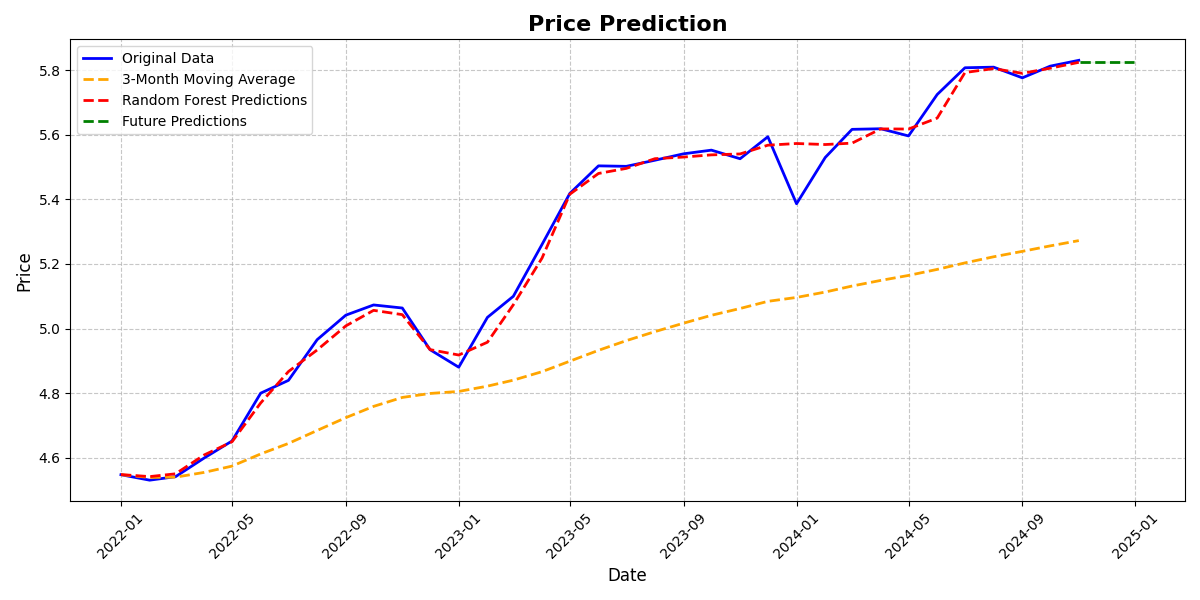 Price Prediction
Original Data
3-Month Moving Average
Random Forest Predictions
Future Predictions
Price
5.8
5.6
5.4
5.2
5.0
4.8
4.6
2022-01
2022-05
2022-09
2023-01
2023-05
2023-09
2024-01
2024-05
2024-09
2025-01
Date